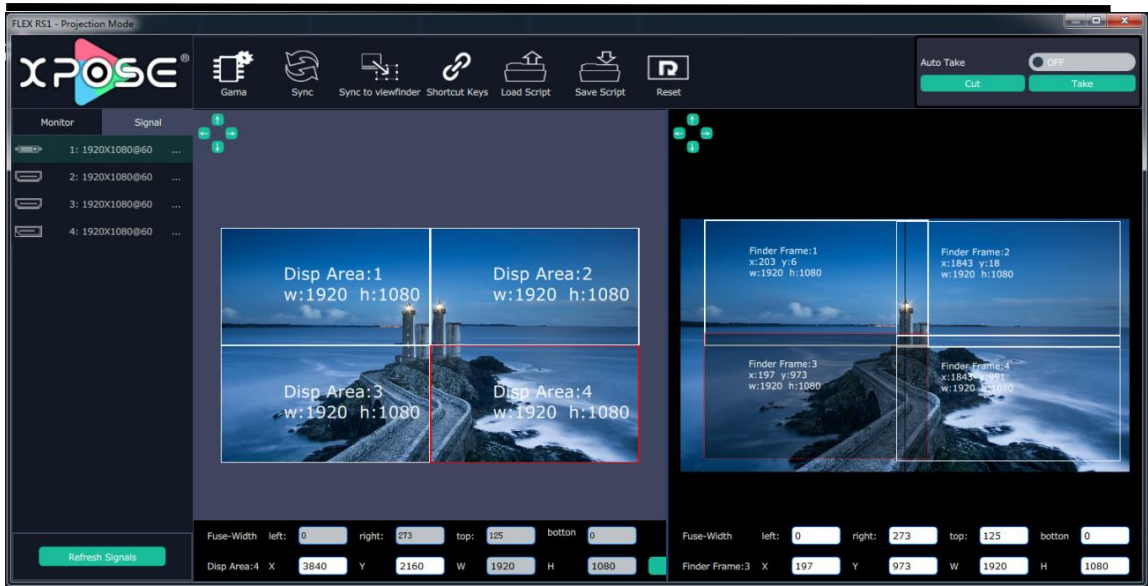 FLEX RS1 - Projection Mode
XPOSE®
Gama
Sync
Sync to viewfinder
Shortcut Keys
Load Script
Save Script
Reset
Auto Take
OFF
Cut
Take
Monitor
Signal
1: 1920X1080@60 ...
2: 1920X1080@60 ...
3: 1920X1080@60 ...
4: 1920X1080@60 ...
Refresh Signals
Disp Area:1
w:1920 h:1080
Disp Area:2
w:1920 h:1080
Disp Area:3
w:1920 h:1080
Disp Area:4
w:1920 h:1080
Fuse-Width left: 0 right: 273 top: 125 botton 0
Disp Area:4 X 3840 Y 2160 W 1920 H 1080
Finder Frame:1
x:203 y:6
w:1920 h:1080
Finder Frame:2
x:1843 y:18
w:1920 h:1080
Finder Frame:3
x:197 y:973
w:1920 h:1080
Finder Frame:4
x:1843 y:991
w:1920 h:1080
Fuse-Width left: 0 right: 273 top: 125 botton 0
Finder Frame:3 X 197 Y 973 W 1920 H 1080